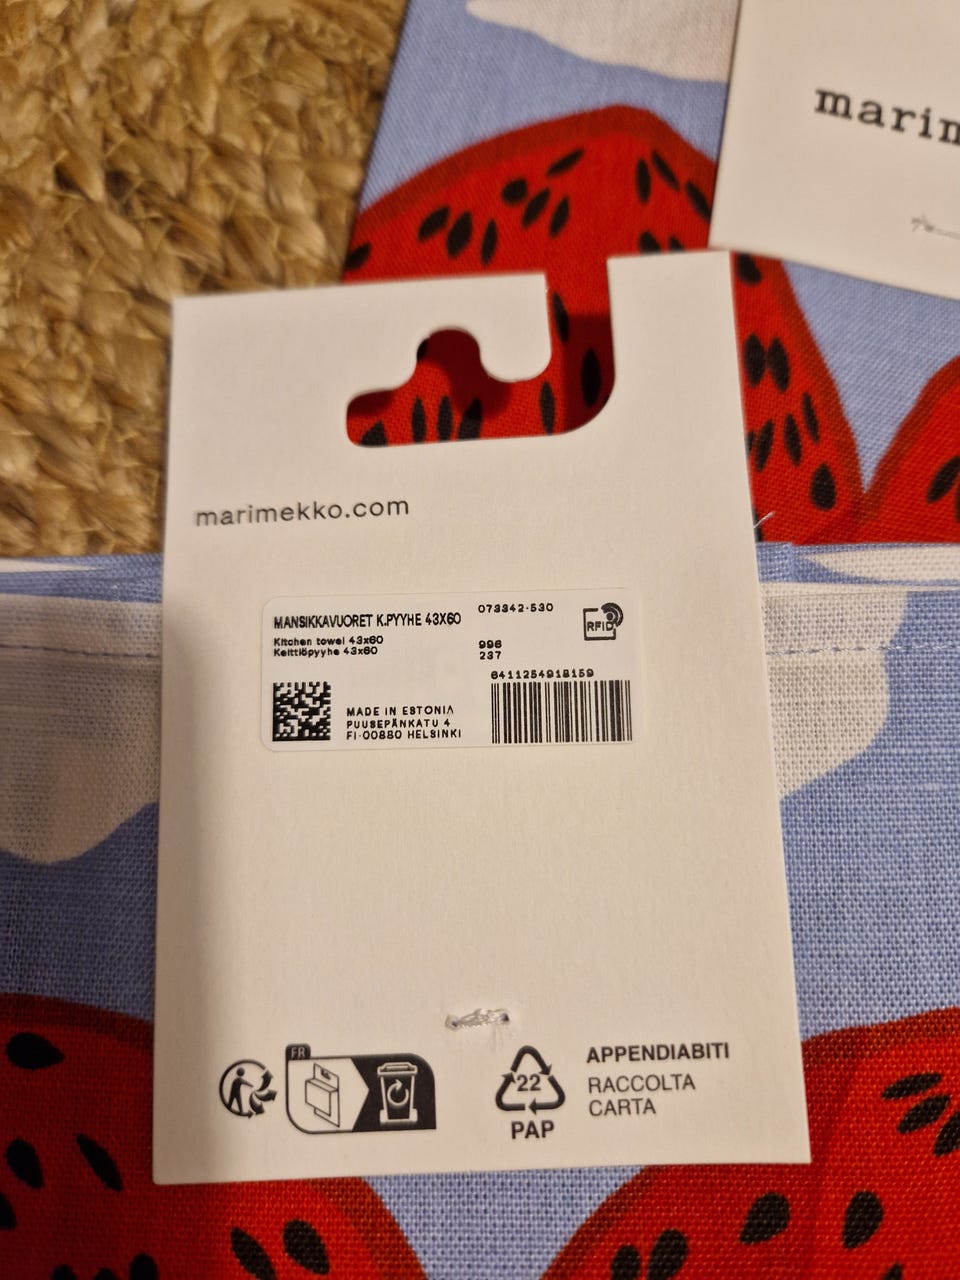 marim
marimekko.com
MANSIKKAVUORET K.PYYHE 43X60
073342-530
RFID
Kitchen towel 43x60
Keittiöpyyhe 43x60
996
237
6411254918159
MADE IN ESTONIA
PUUSEPÄNKATU 4
FI-00880 HELSINKI
FR
22
PAP
APPENDIABITI
RACCOLTA
CARTA